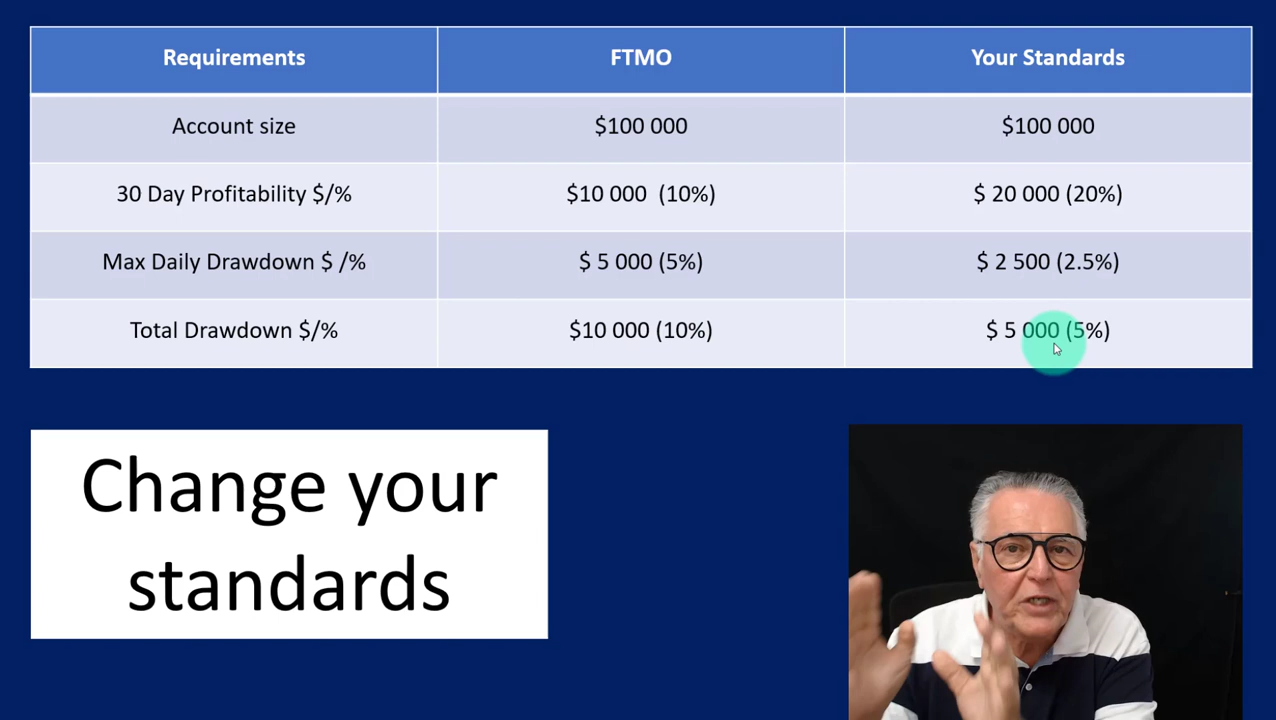 Requirements FTMO Your Standards
Account size $100 000 $100 000
30 Day Profitability $/% $10 000  (10%) $ 20 000 (20%)
Max Daily Drawdown $ /% $ 5 000 (5%) $ 2 500 (2.5%)
Total Drawdown $/% $10 000 (10%) $ 5 000 (5%)
Change your
standards